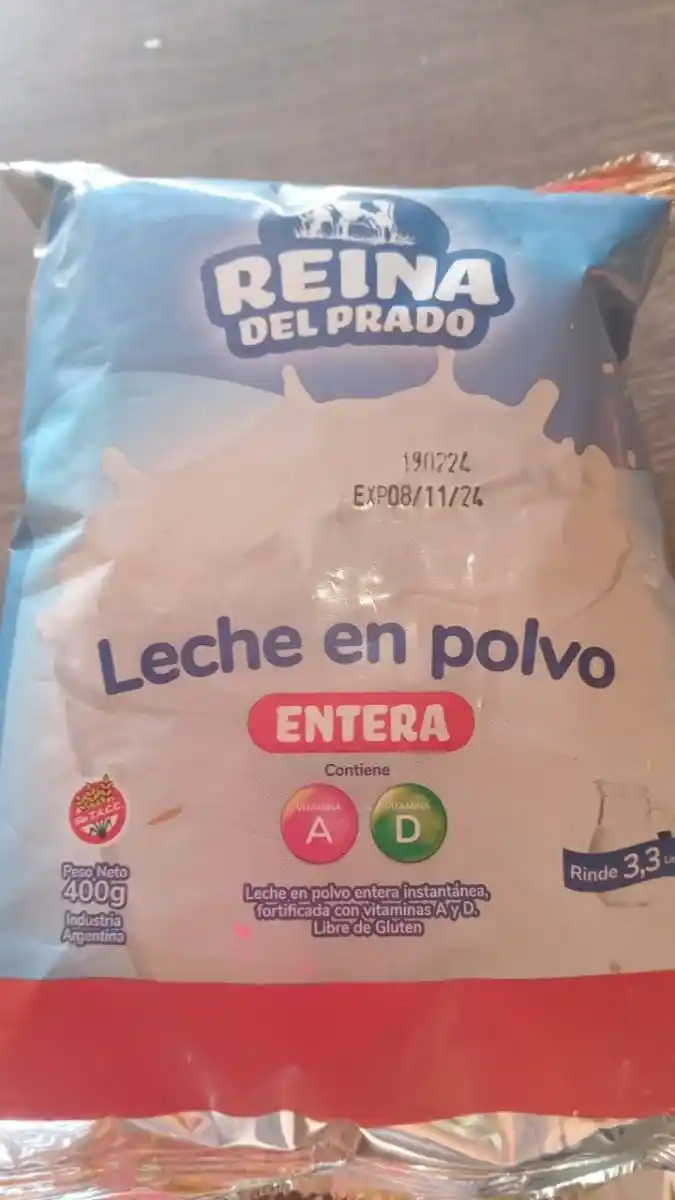 REINA
DEL PRADO
190224
EXP08/11/24
Leche en polvo
ENTERA
Contiene
VITAMINA
A
VITAMINA
D
Sin T.A.C.C.
Peso Neto
400g
Industria
Argentina
Leche en polvo entera instantánea,
fortificada con vitaminas A y D.
Libre de Gluten
Rinde 3,3